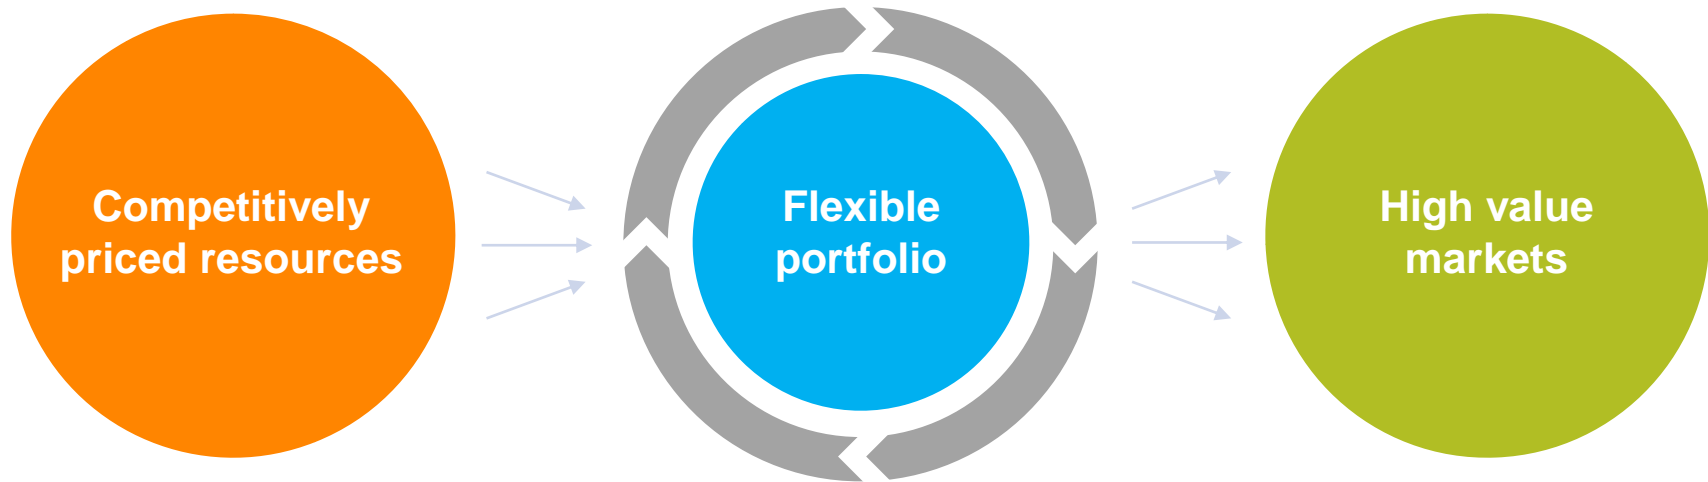 Competitively
priced resources
Flexible
portfolio
High value
markets